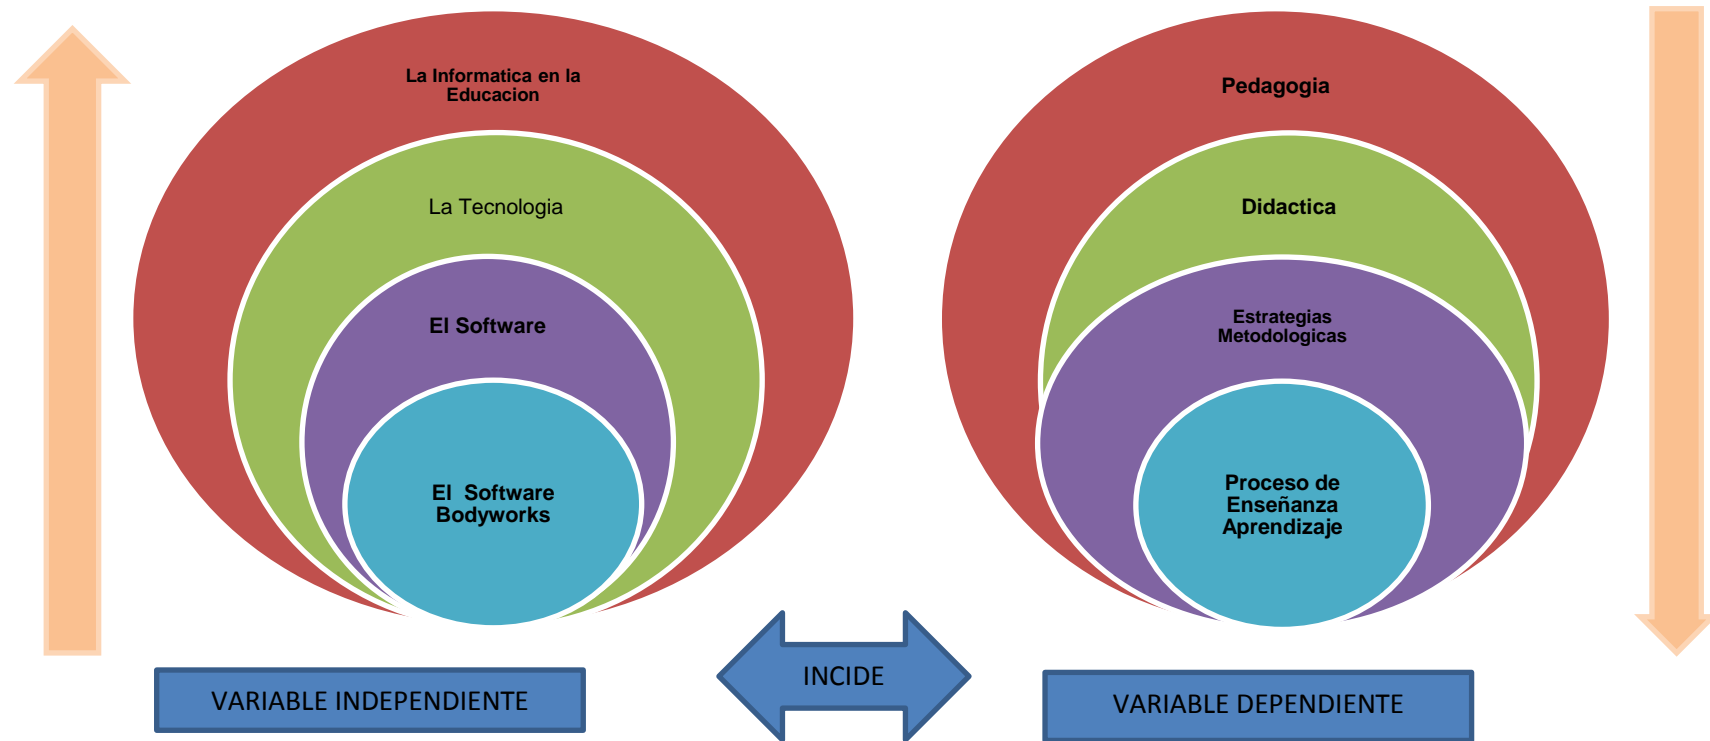 La Informatica en la
Educacion
La Tecnologia
El Software
El Software
Bodyworks
Pedagogia
Didactica
Estrategias
Metodologicas
Proceso de
Enseñanza
Aprendizaje
INCIDE
VARIABLE INDEPENDIENTE
VARIABLE DEPENDIENTE